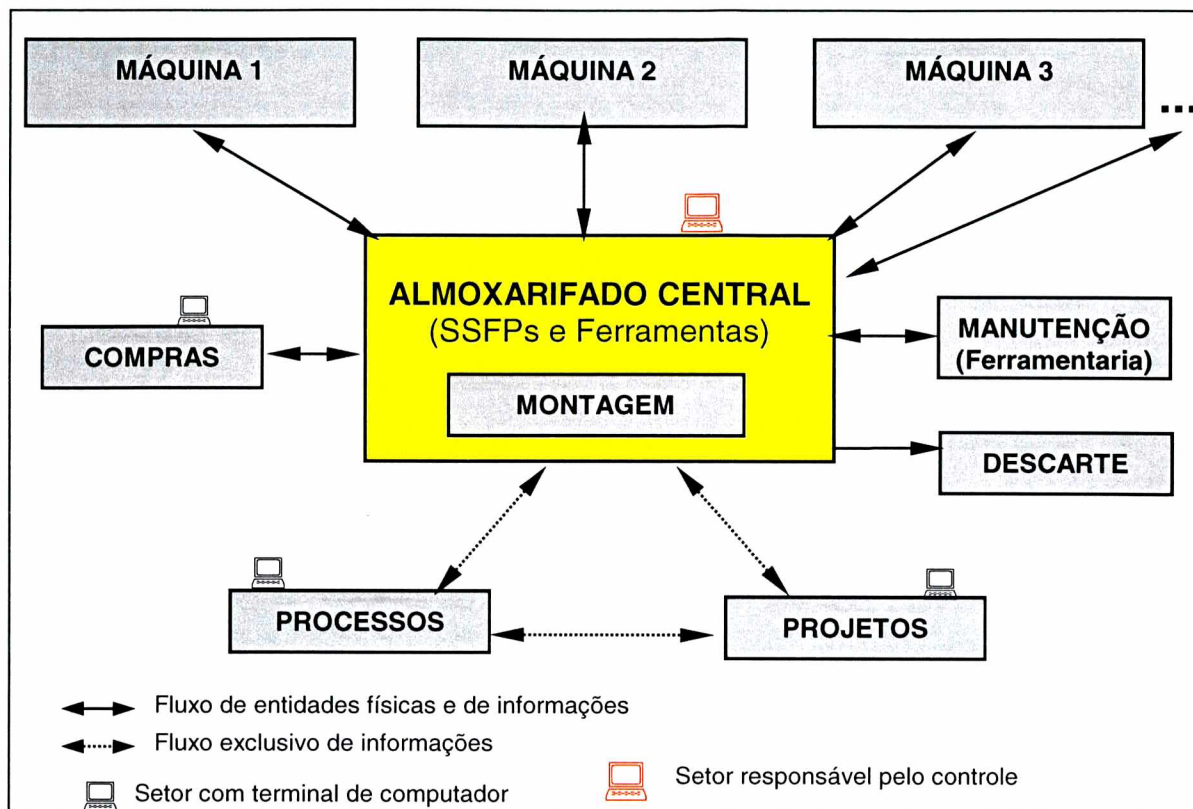 MÁQUINA 1
MÁQUINA 2
MÁQUINA 3
...
ALMOXARIFADO CENTRAL
(SSFPs e Ferramentas)
MONTAGEM
COMPRAS
MANUTENÇÃO
(Ferramentaria)
DESCARTE
PROCESSOS
PROJETOS
Fluxo de entidades físicas e de informações
Fluxo exclusivo de informações
Setor com terminal de computador
Setor responsável pelo controle